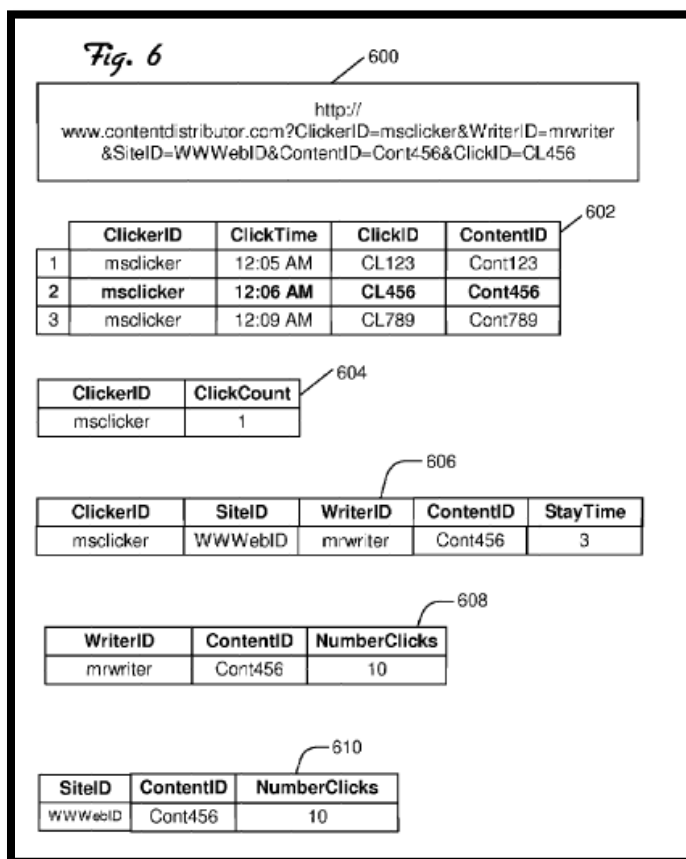 Fig. 6
600
http://
www.contentdistributor.com?ClickerID=msclicker&WriterID=mrwriter
&SiteID=WWWebID&ContentID=Cont456&ClickID=CL456
602
ClickerID ClickTime ClickID ContentID
1 msclicker 12:05 AM CL123 Cont123
2 msclicker 12:06 AM CL456 Cont456
3 msclicker 12:09 AM CL789 Cont789
604
ClickerID ClickCount
msclicker 1
606
ClickerID SiteID WriterID ContentID StayTime
msclicker WWWebID mrwriter Cont456 3
608
WriterID ContentID NumberClicks
mrwriter Cont456 10
610
SiteID ContentID NumberClicks
WWWebID Cont456 10